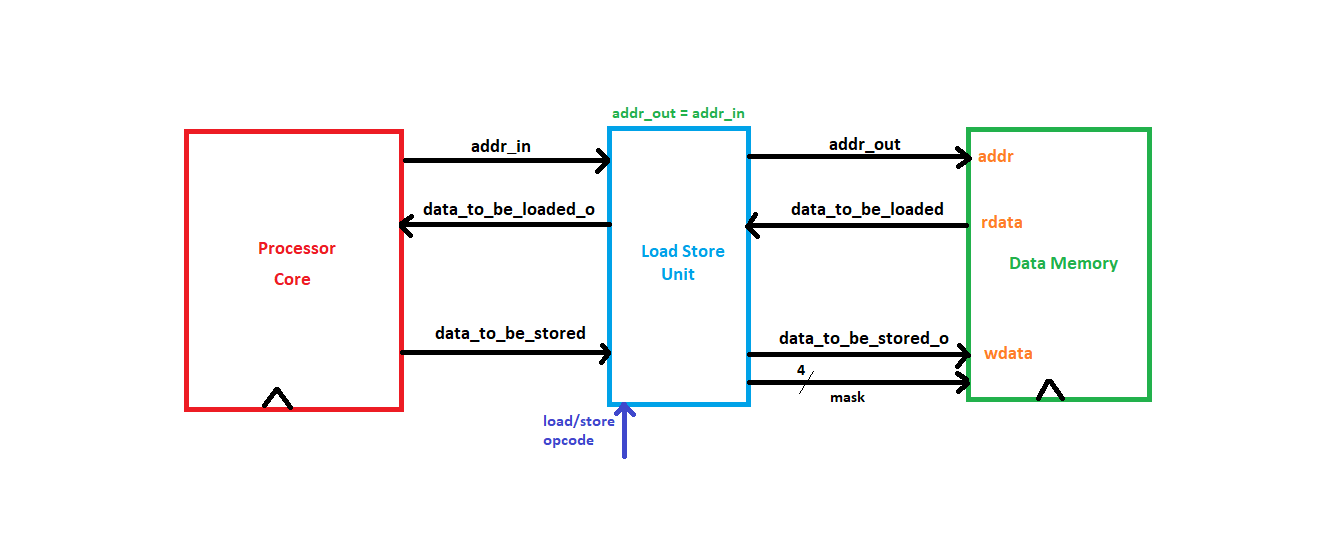 addr_out = addr_in
addr_in
addr_out
addr
data_to_be_loaded_o
data_to_be_loaded
rdata
Processor
Core
Load Store
Unit
Data Memory
data_to_be_stored
data_to_be_stored_o
wdata
4
mask
load/store
opcode